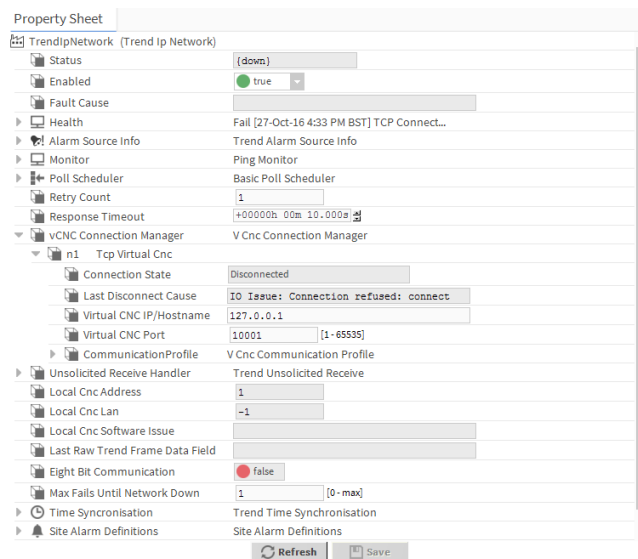 Property Sheet
TrendIpNetwork (Trend Ip Network)
Status {down}
Enabled true
Fault Cause
Health Fail [27-Oct-16 4:33 PM BST] TCP Connect...
Alarm Source Info Trend Alarm Source Info
Monitor Ping Monitor
Poll Scheduler Basic Poll Scheduler
Retry Count 1
Response Timeout +00000h 00m 10.000s
vCNC Connection Manager V Cnc Connection Manager
n1 Tcp Virtual Cnc
Connection State Disconnected
Last Disconnect Cause IO Issue: Connection refused: connect
Virtual CNC IP/Hostname 127.0.0.1
Virtual CNC Port 10001 [1 - 65535]
CommunicationProfile V Cnc Communication Profile
Unsolicited Receive Handler Trend Unsolicited Receive
Local Cnc Address 1
Local Cnc Lan -1
Local Cnc Software Issue
Last Raw Trend Frame Data Field
Eight Bit Communication false
Max Fails Until Network Down 1 [0 - max]
Time Syncronisation Trend Time Synchronisation
Site Alarm Definitions Site Alarm Definitions
Refresh Save